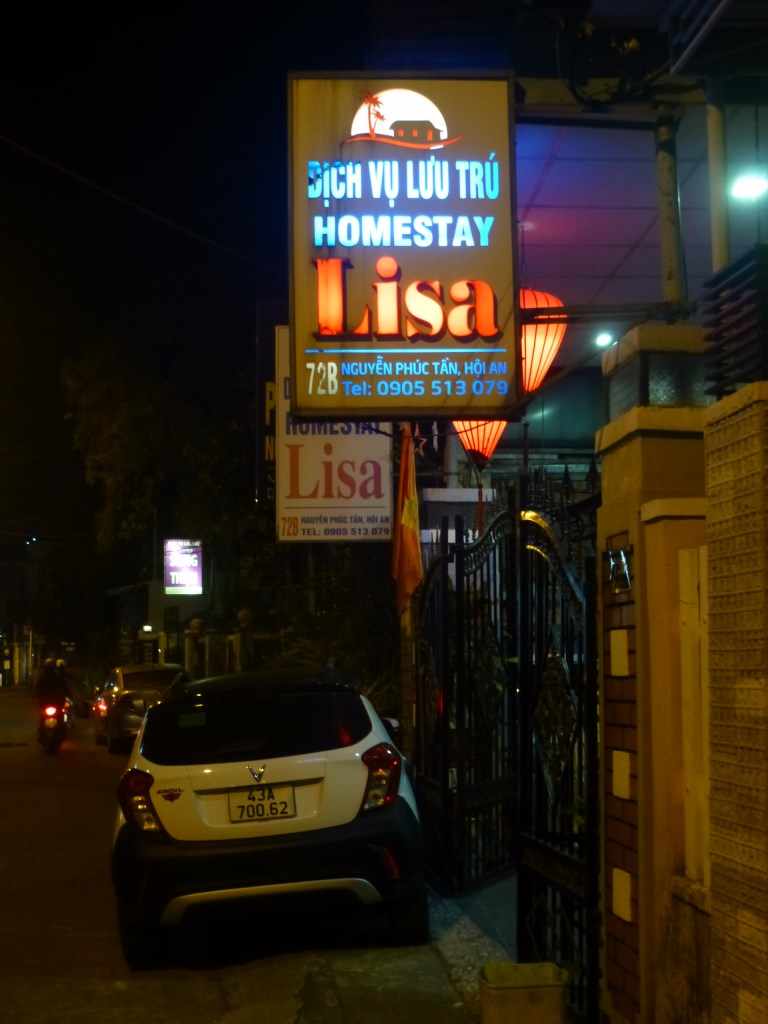 DỊCH VỤ LƯU TRÚ
HOMESTAY
Lisa
72B NGUYỄN PHÚC TẦN, HỘI AN
Tel: 0905 513 079
HOMESTAY
Lisa
72B NGUYỄN PHÚC TẦN, HỘI AN
TEL: 0905 513 079
43A
700.62